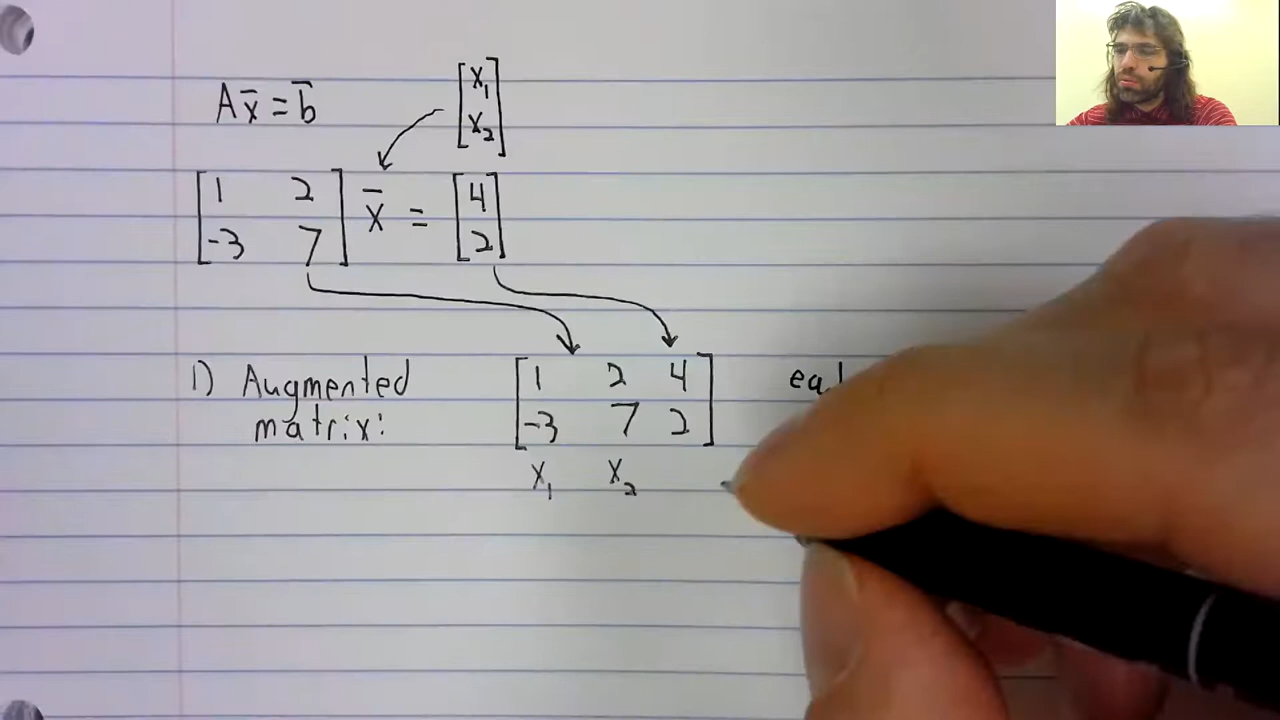 Ax̄ = b̄
[x₁ x₂]
[1 2 -3 7] x̄ = [4 2]
1) Augmented matrix: [1 2 4 -3 7 2]
x₁ x₂